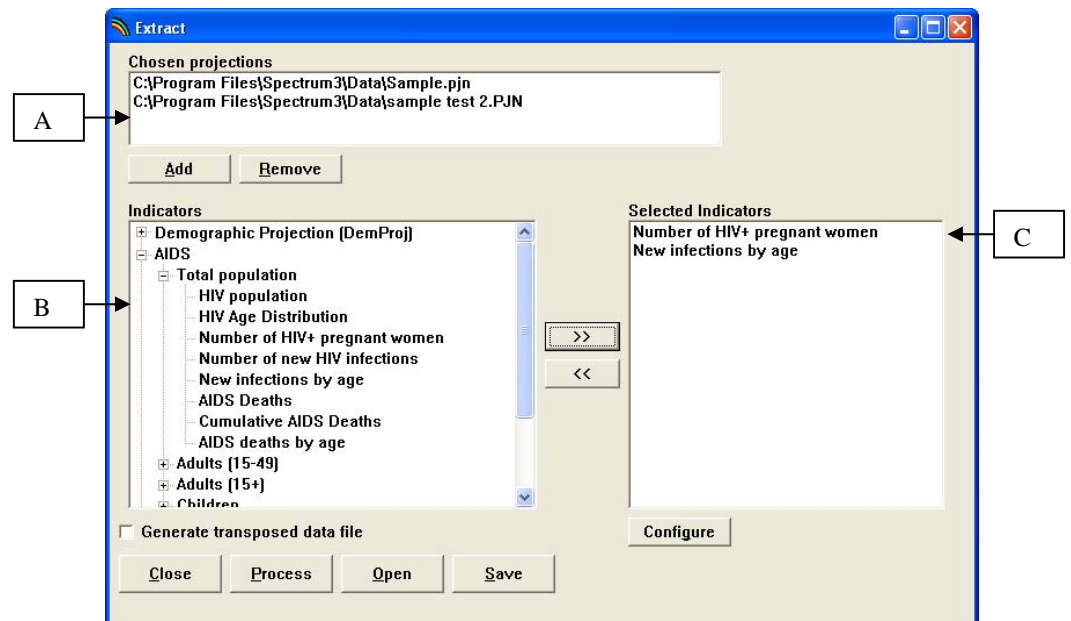 Extract
Chosen projections
C:\Program Files\Spectrum3\Data\Sample.pjn
C:\Program Files\Spectrum3\Data\sample test 2.PJN
A
Add
Remove
Indicators
Demographic Projection (DemProj)
AIDS
Total population
HIV population
HIV Age Distribution
Number of HIV+ pregnant women
Number of new HIV infections
New infections by age
AIDS Deaths
Cumulative AIDS Deaths
AIDS deaths by age
Adults (15-49)
Adults (15+)
Children
B
>>
<<
Selected Indicators
Number of HIV+ pregnant women
New infections by age
C
Generate transposed data file
Configure
Close
Process
Open
Save